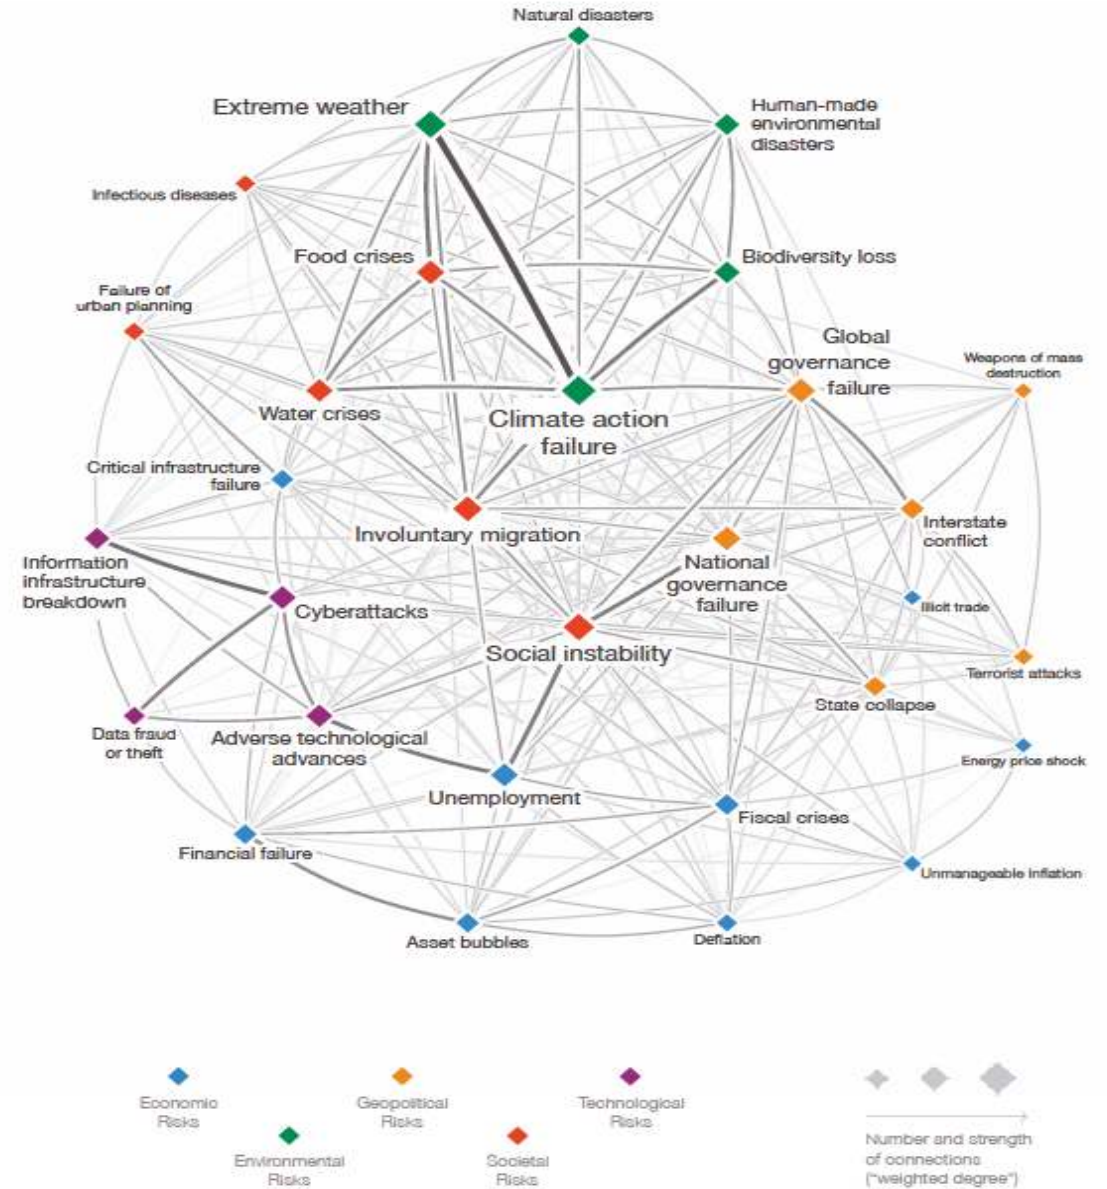 Natural disasters
Extreme weather
Human-made
environmental
disasters
Infectious diseases
Food crises
Biodiversity loss
Failure of
urban planning
Global
governance
failure
Weapons of mass
destruction
Water crises
Climate action
failure
Critical infrastructure
failure
Involuntary migration
Interstate
conflict
Information
infrastructure
breakdown
National
governance
failure
Cyberattacks
Illicit trade
Social instability
Terrorist attacks
State collapse
Data fraud
or theft
Adverse technological
advances
Energy price shock
Unemployment
Fiscal crises
Financial failure
Unmanageable inflation
Asset bubbles
Deflation
Economic
Risks
Geopolitical
Risks
Technological
Risks
Environmental
Risks
Societal
Risks
Number and strength
of connections
("weighted degree")